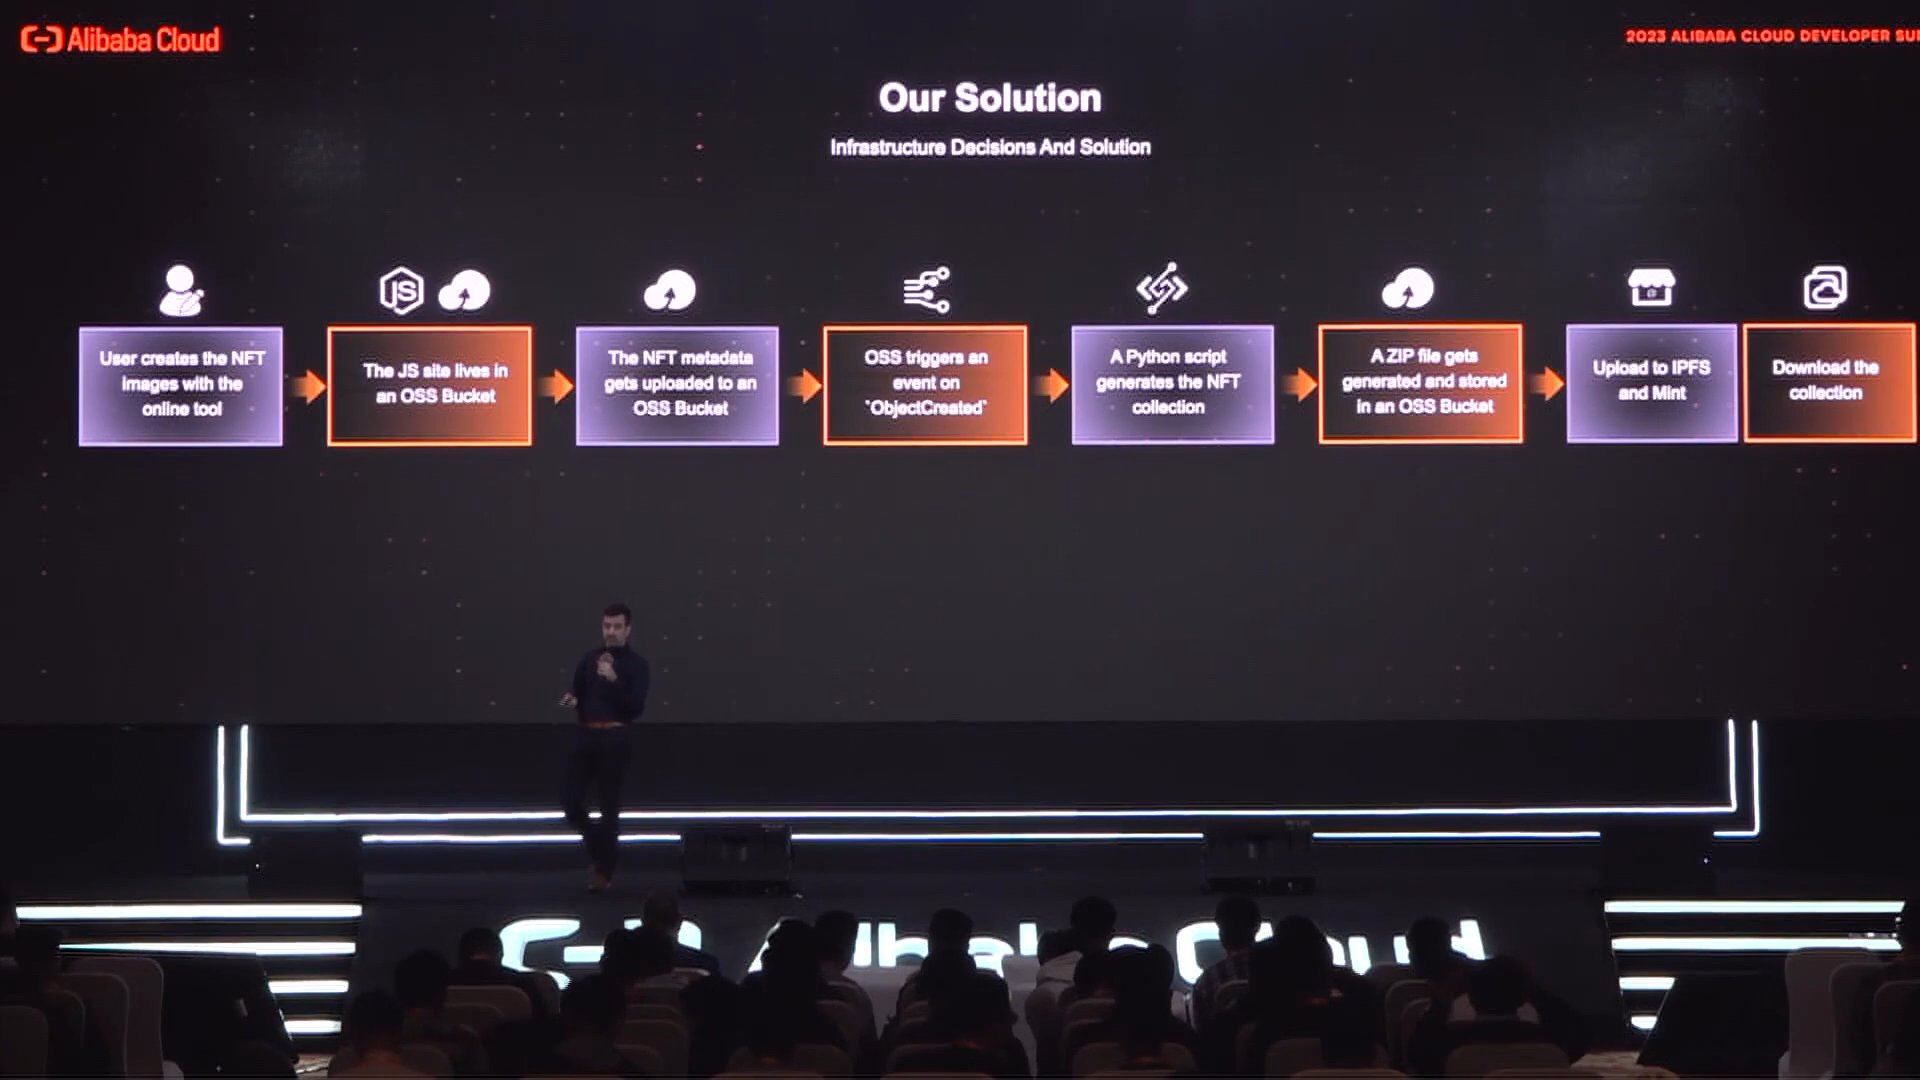 Alibaba Cloud
2023 ALIBABA CLOUD DEVELOPER
Our Solution
Infrastructure Decisions And Solution
JS
User creates the NFT
images with the
online tool
The JS site lives in
an OSS Bucket
The NFT metadata
gets uploaded to an
OSS Bucket
OSS triggers an
event on
`ObjectCreated`
A Python script
generates the NFT
collection
A ZIP file gets
generated and stored
in an OSS Bucket
Upload to IPFS
and Mint
Download the
collection
Alibaba Cloud